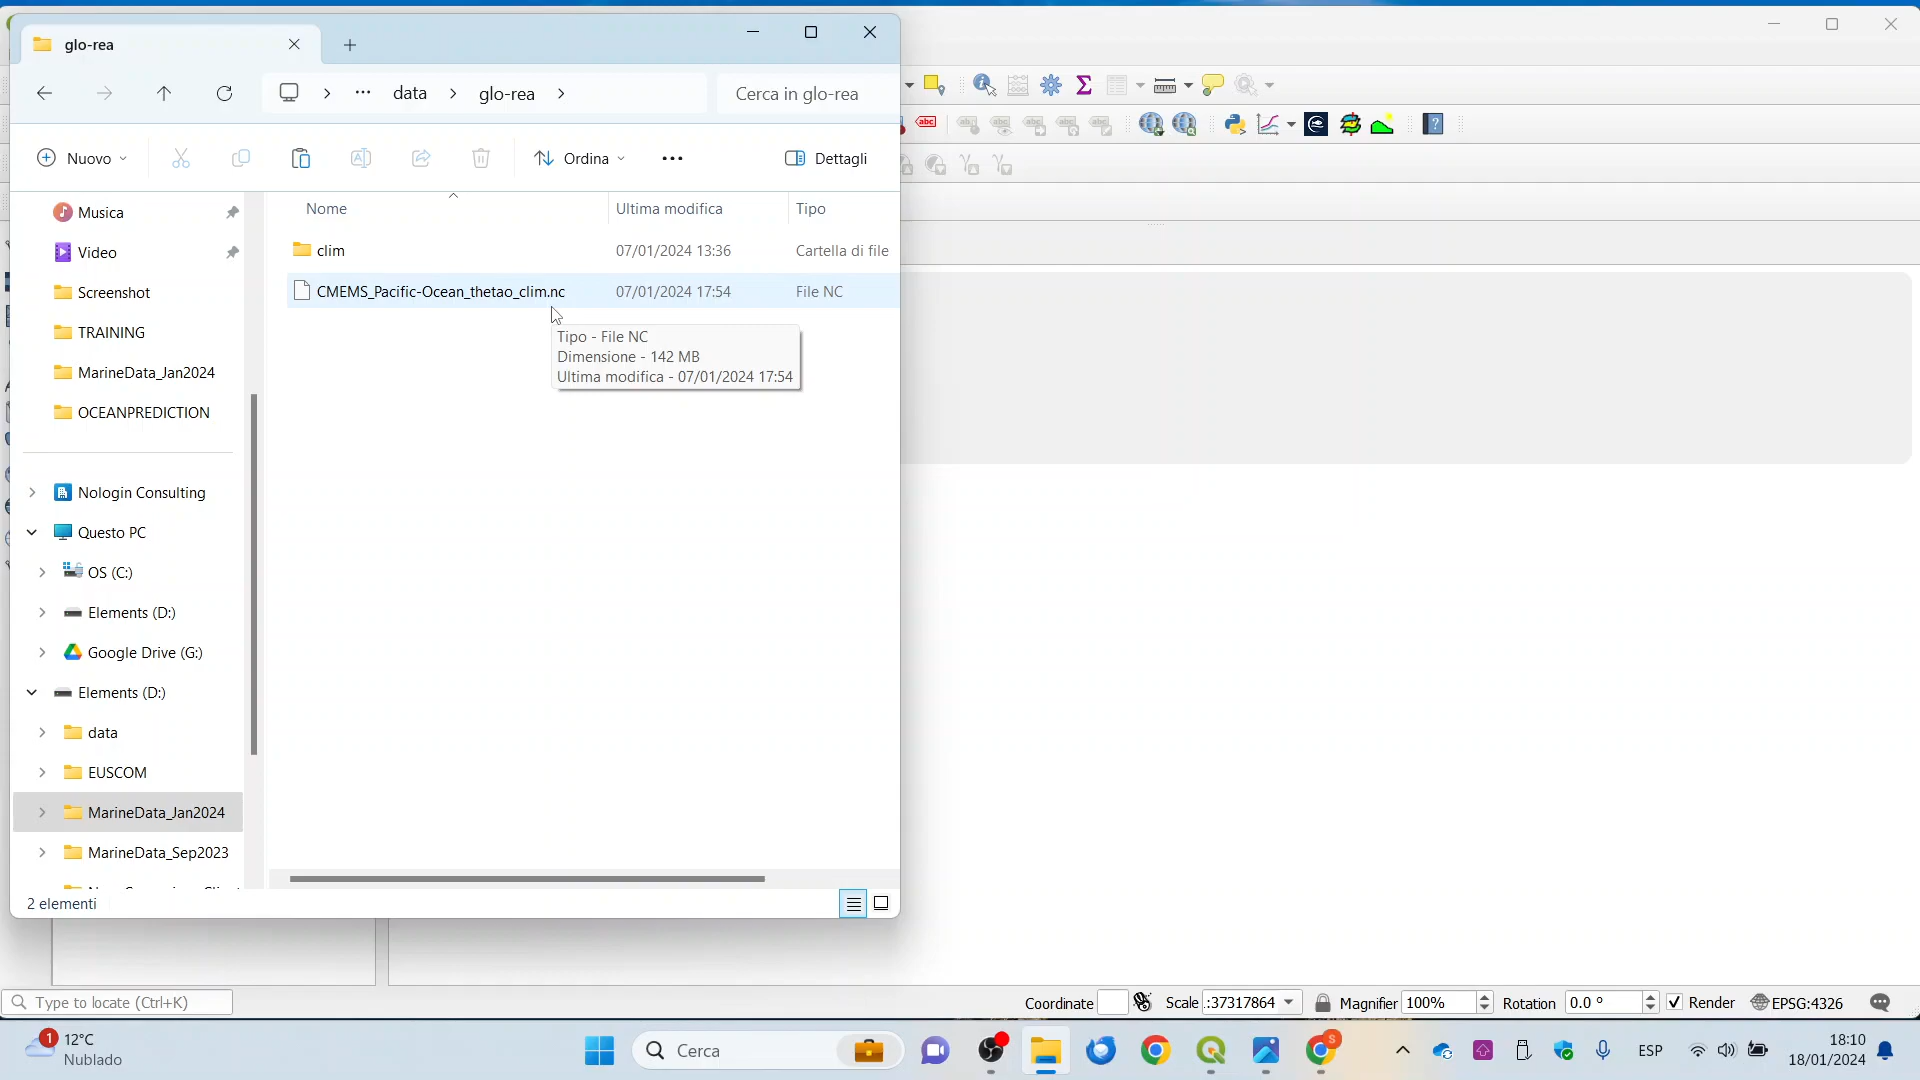 glo-rea
data
glo-rea
Cerca in glo-rea
Nuovo
Ordina
Dettagli
Nome
Ultima modifica
Tipo
clim
07/01/2024 13:36
Cartella di file
CMEMS_Pacific-Ocean_thetao_clim.nc
07/01/2024 17:54
File NC
Tipo - File NC
Dimensione - 142 MB
Ultima modifica - 07/01/2024 17:54
Musica
Video
Screenshot
TRAINING
MarineData_Jan2024
OCEANPREDICTION
Nologin Consulting
Questo PC
OS (C:)
Elements (D:)
Google Drive (G:)
Elements (D:)
data
EUSCOM
MarineData_Jan2024
MarineData_Sep2023
2 elementi
abc
Type to locate (Ctrl+K)
Coordinate
Scale :37317864
Magnifier 100%
Rotation 0.0 °
Render
EPSG:4326
1
12°C
Nublado
Cerca
S
ESP
18:10
18/01/2024